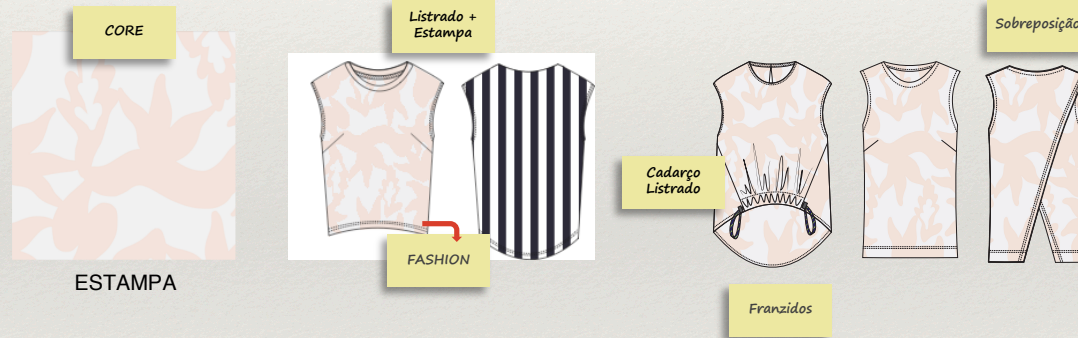 CORE
ESTAMPA
Listrado +
Estampa
FASHION
Cadarço
Listrado
Franzidos
Sobreposição